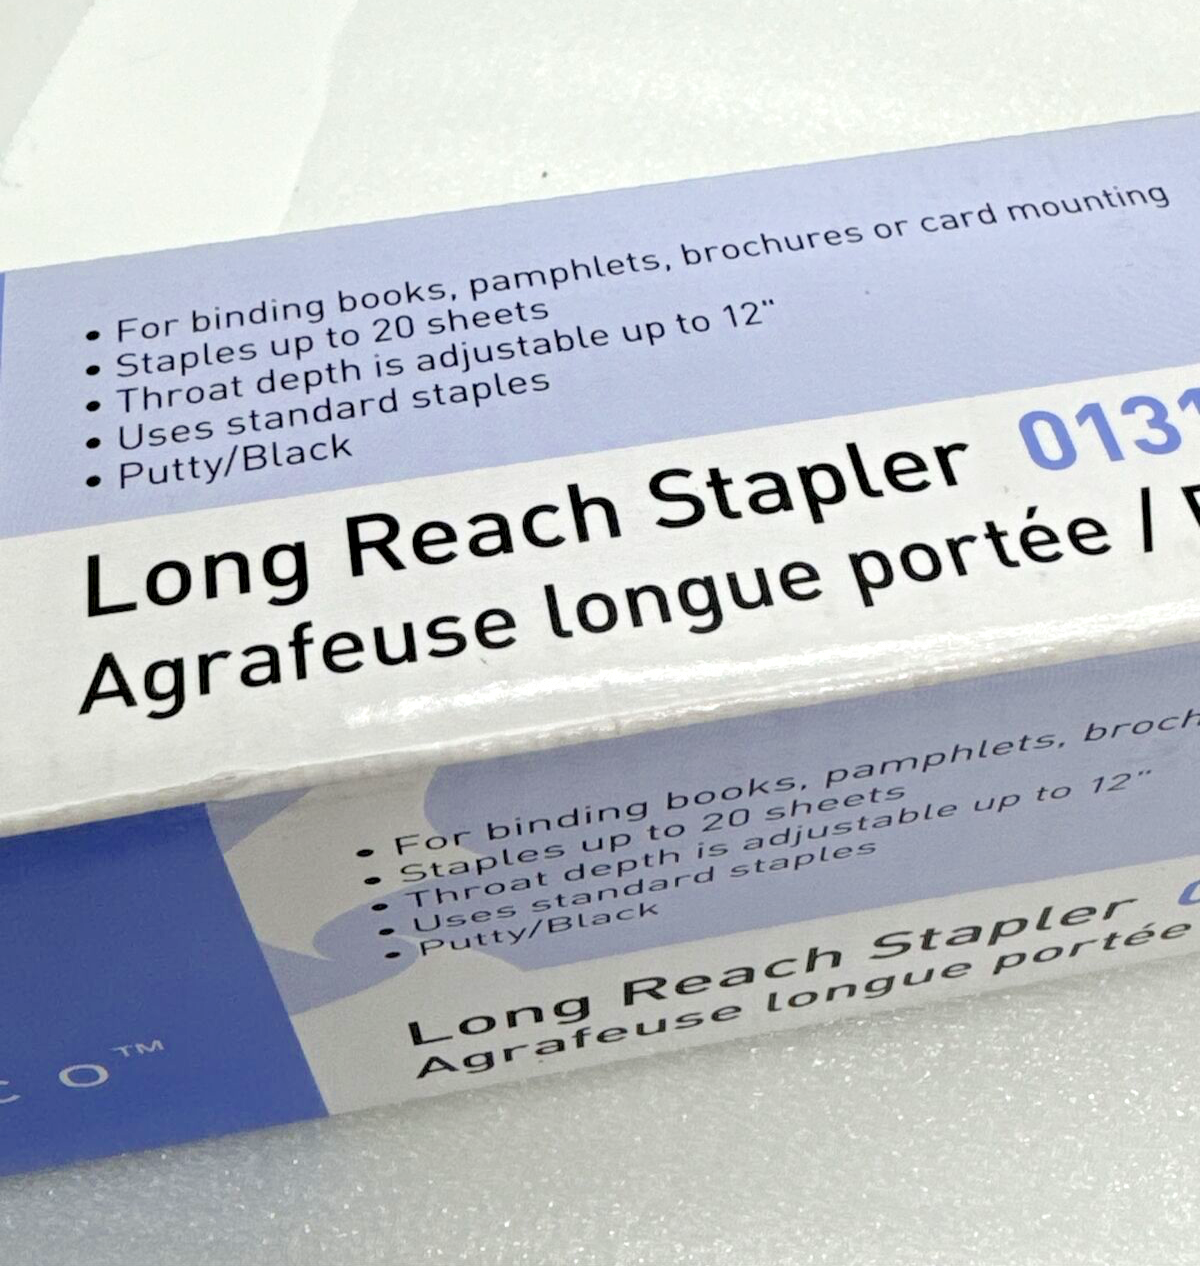 • For binding books, pamphlets, brochures or card mounting
• Staples up to 20 sheets
• Throat depth is adjustable up to 12"
• Uses standard staples
• Putty/Black
Long Reach Stapler 0131
Agrafeuse longue portée /
• For binding books, pamphlets, broch
• Staples up to 20 sheets
• Throat depth is adjustable up to 12"
• Uses standard staples
• Putty/Black
Long Reach Stapler
Agrafeuse longue portée
C O™